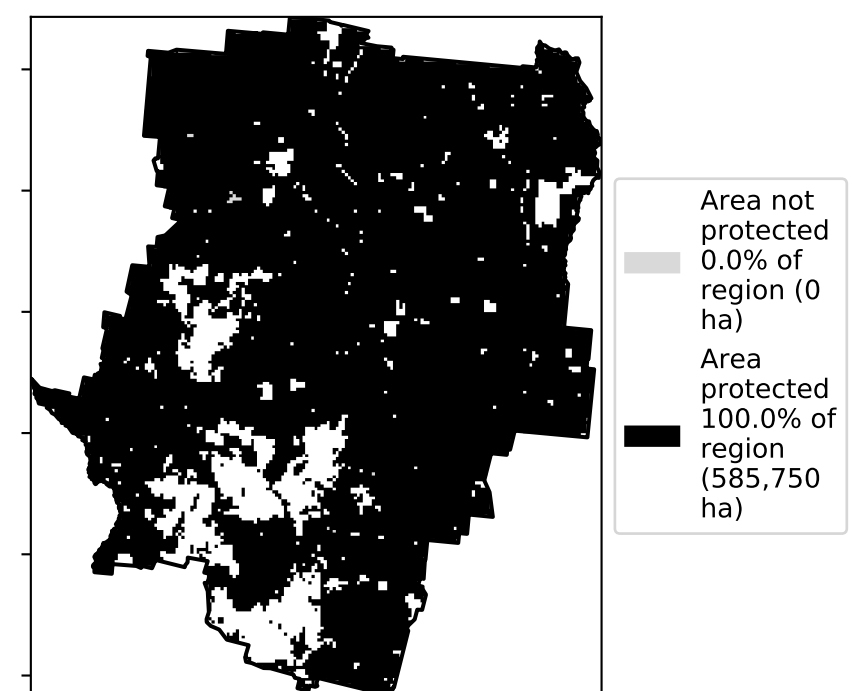 Area not
protected
0.0% of
region (0
ha)
Area
protected
100.0% of
region
(585,750
ha)